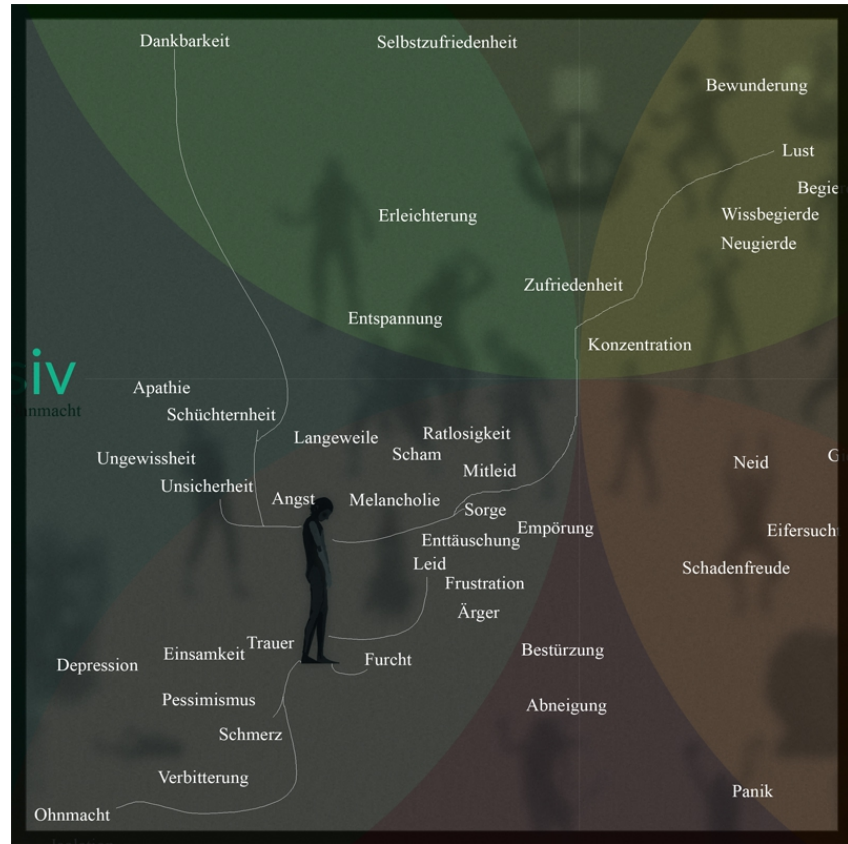 Dankbarkeit
Selbstzufriedenheit
Bewunderung
Lust
Wissbegierde
Erleichterung
Neugierde
Zufriedenheit
Entspannung
Konzentration
iv
Apathie
Schüchternheit
Langeweile
Ratlosigkeit
Scham
Ungewissheit
Neid
Mitleid
Unsicherheit
Angst
Melancholie
Sorge
Empörung
Eifersucht
Enttäuschung
Leid
Schadenfreude
Frustration
Ärger
Trauer
Einsamkeit
Bestürzung
Furcht
Depression
Pessimismus
Abneigung
Schmerz
Verbitterung
Panik
Ohnmacht